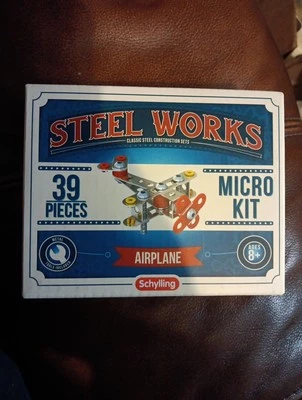 STEEL WORKS
CLASSIC STEEL CONSTRUCTION SETS
39
PIECES
MICRO
KIT
AIRPLANE
AGES
8+
Schylling